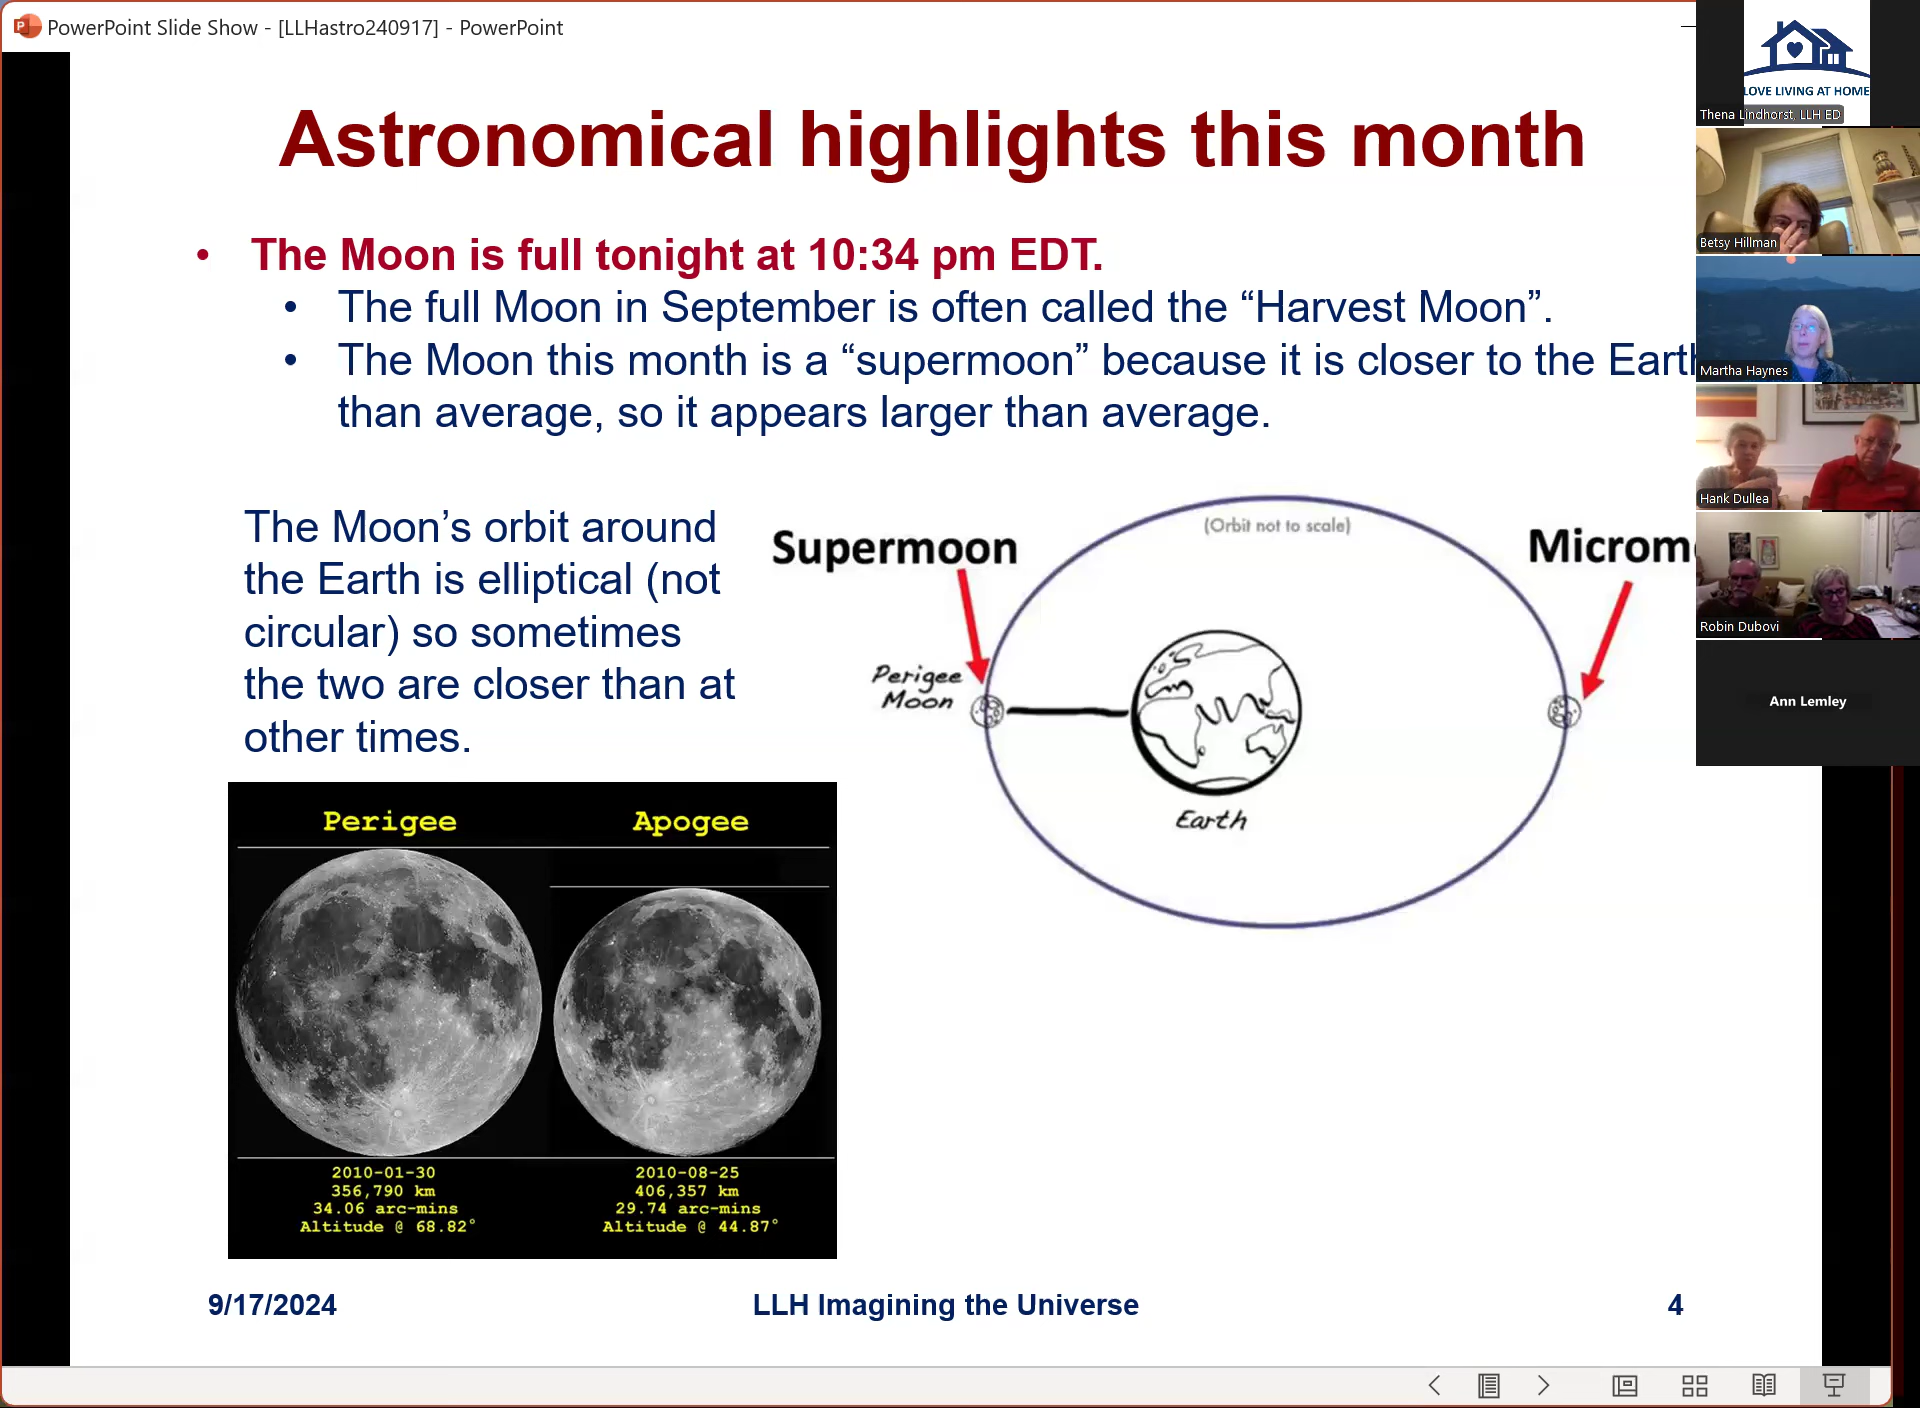 PowerPoint Slide Show - [LLHastro240917] - PowerPoint
Astronomical highlights this month
• The Moon is full tonight at 10:34 pm EDT.
• The full Moon in September is often called the “Harvest Moon”.
• The Moon this month is a “supermoon” because it is closer to the Earth
than average, so it appears larger than average.
The Moon’s orbit around
the Earth is elliptical (not
circular) so sometimes
the two are closer than at
other times.
(Orbit not to scale)
Supermoon
Perigee
Moon
Earth
Perigee
Apogee
2010-01-30
356,790 km
34.06 arc-mins
Altitude @ 68.82°
2010-08-25
406,357 km
29.74 arc-mins
Altitude @ 44.87°
9/17/2024
LLH Imagining the Universe
4
LOVE LIVING AT HOME
Thena Lindhorst, LLH ED
Betsy Hillman
Martha Haynes
Hank Dullea
Robin Dubovi
Ann Lemley